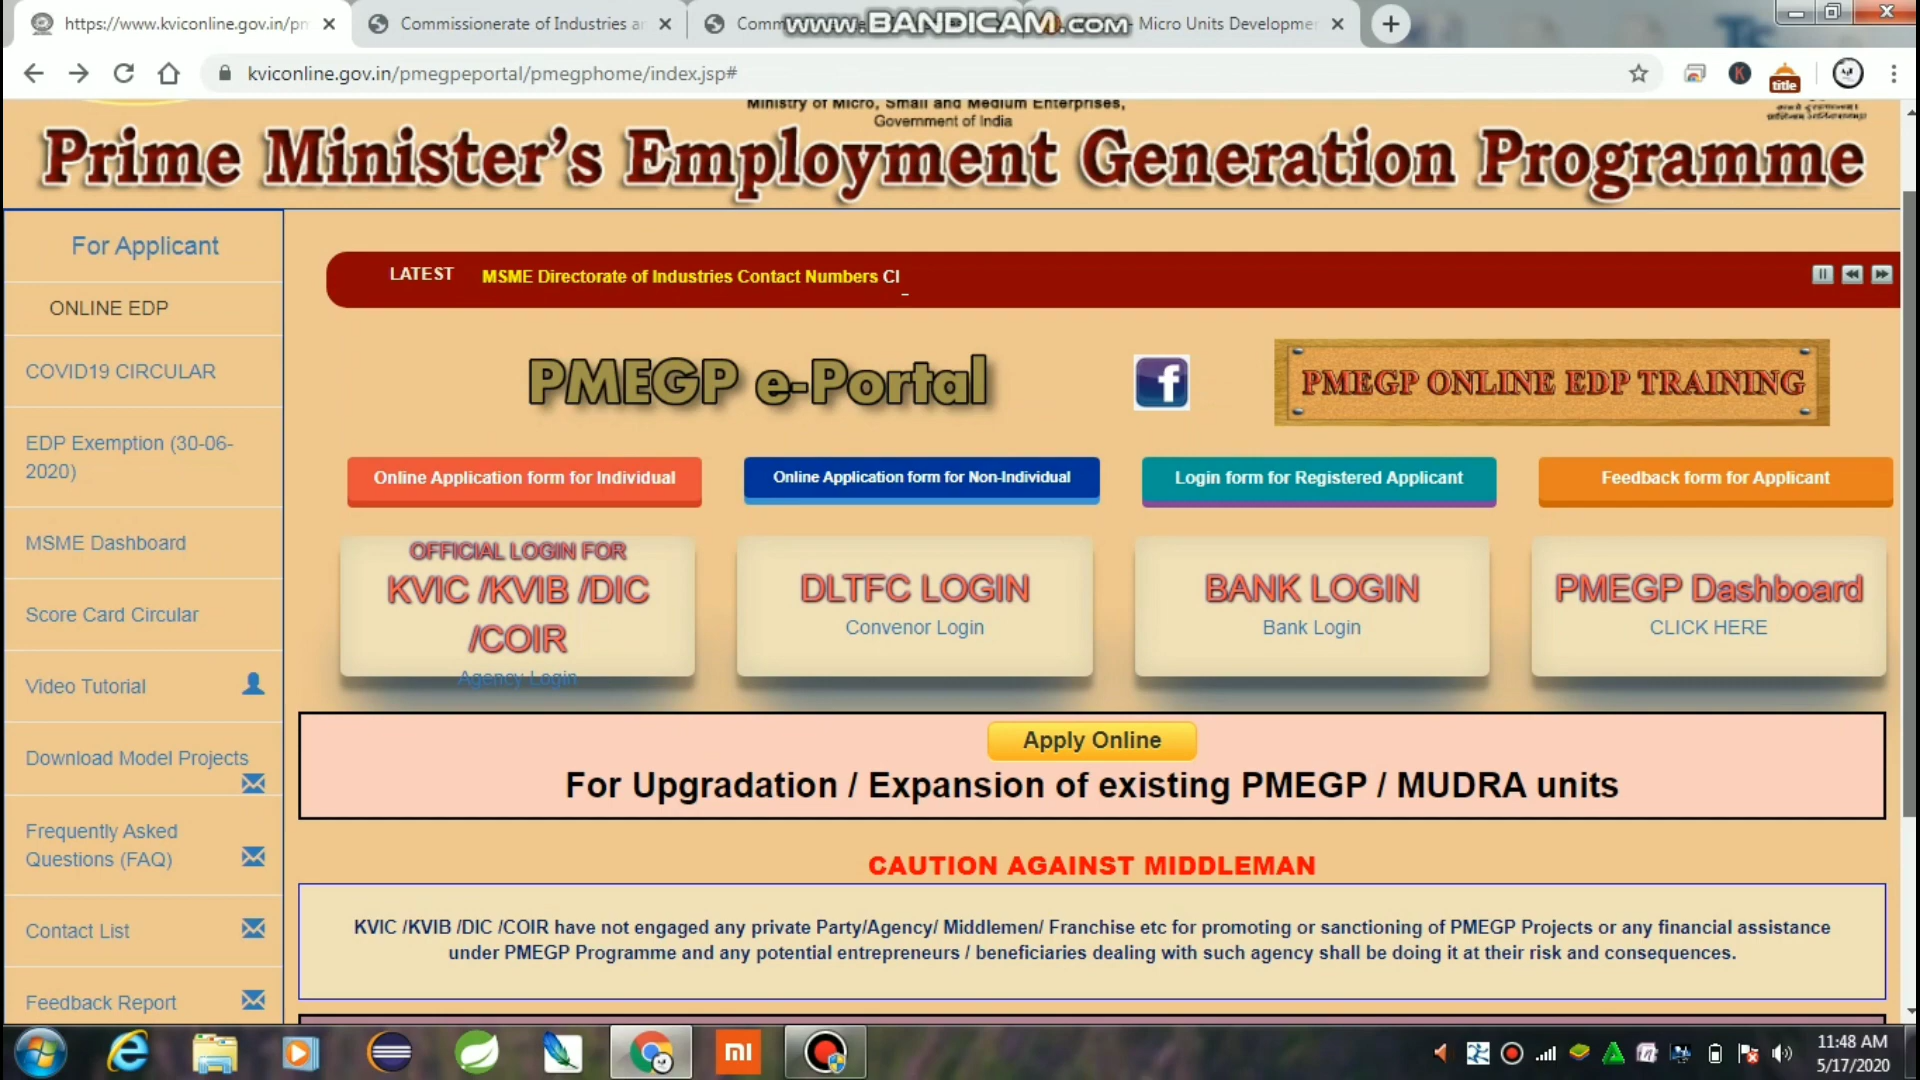 https://www.kviconline.gov.in/pm
Commissionerate of Industries an
Comm
www.BANDICAM.com
- Micro Units Developmen
kviconline.gov.in/pmegpeportal/pmegphome/index.jsp#
title
Ministry of Micro, Small and Medium Enterprises,
Government of India
Prime Minister's Employment Generation Programme
For Applicant
ONLINE EDP
COVID19 CIRCULAR
EDP Exemption (30-06-
2020)
MSME Dashboard
Score Card Circular
Video Tutorial
Download Model Projects
Frequently Asked
Questions (FAQ)
Contact List
Feedback Report
LATEST MSME Directorate of Industries Contact Numbers Cl_
PMEGP e-Portal
f
PMEGP ONLINE EDP TRAINING
Online Application form for Individual
Online Application form for Non-Individual
Login form for Registered Applicant
Feedback form for Applicant
OFFICIAL LOGIN FOR
KVIC /KVIB /DIC
/COIR
Agency Login
DLTFC LOGIN
Convenor Login
BANK LOGIN
Bank Login
PMEGP Dashboard
CLICK HERE
Apply Online
For Upgradation / Expansion of existing PMEGP / MUDRA units
CAUTION AGAINST MIDDLEMAN
KVIC /KVIB /DIC /COIR have not engaged any private Party/Agency/ Middlemen/ Franchise etc for promoting or sanctioning of PMEGP Projects or any financial assistance
under PMEGP Programme and any potential entrepreneurs / beneficiaries dealing with such agency shall be doing it at their risk and consequences.
mi
11:48 AM
5/17/2020